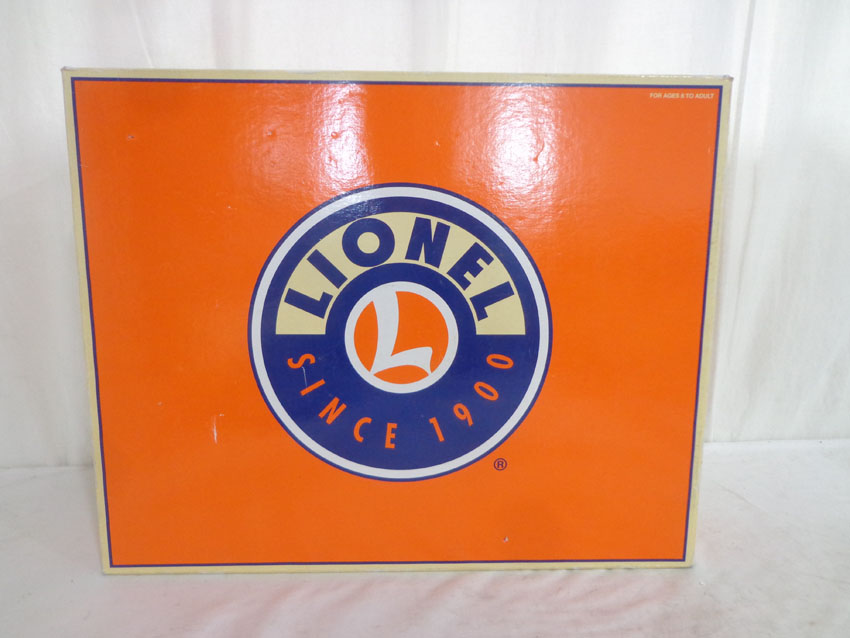 FOR AGES 8 TO ADULT
LIONEL
L
SINCE 1900
®